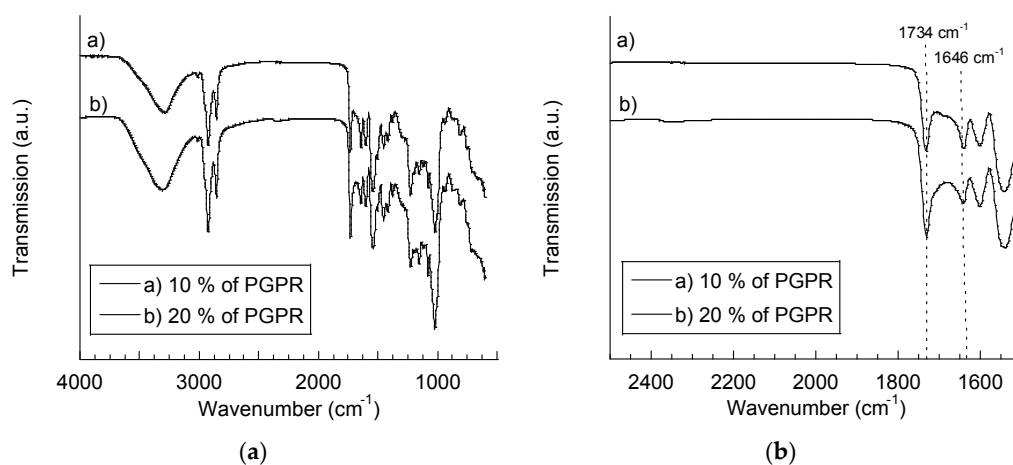 a)
b)
Transmission (a.u.)
a) 10 % of PGPR
b) 20 % of PGPR
4000 3000 2000 1000
Wavenumber (cm-1)
(a)
1734 cm-1
1646 cm-1
a)
b)
Transmission (a.u.)
a) 10 % of PGPR
b) 20 % of PGPR
2400 2200 2000 1800 1600
Wavenumber (cm-1)
(b)